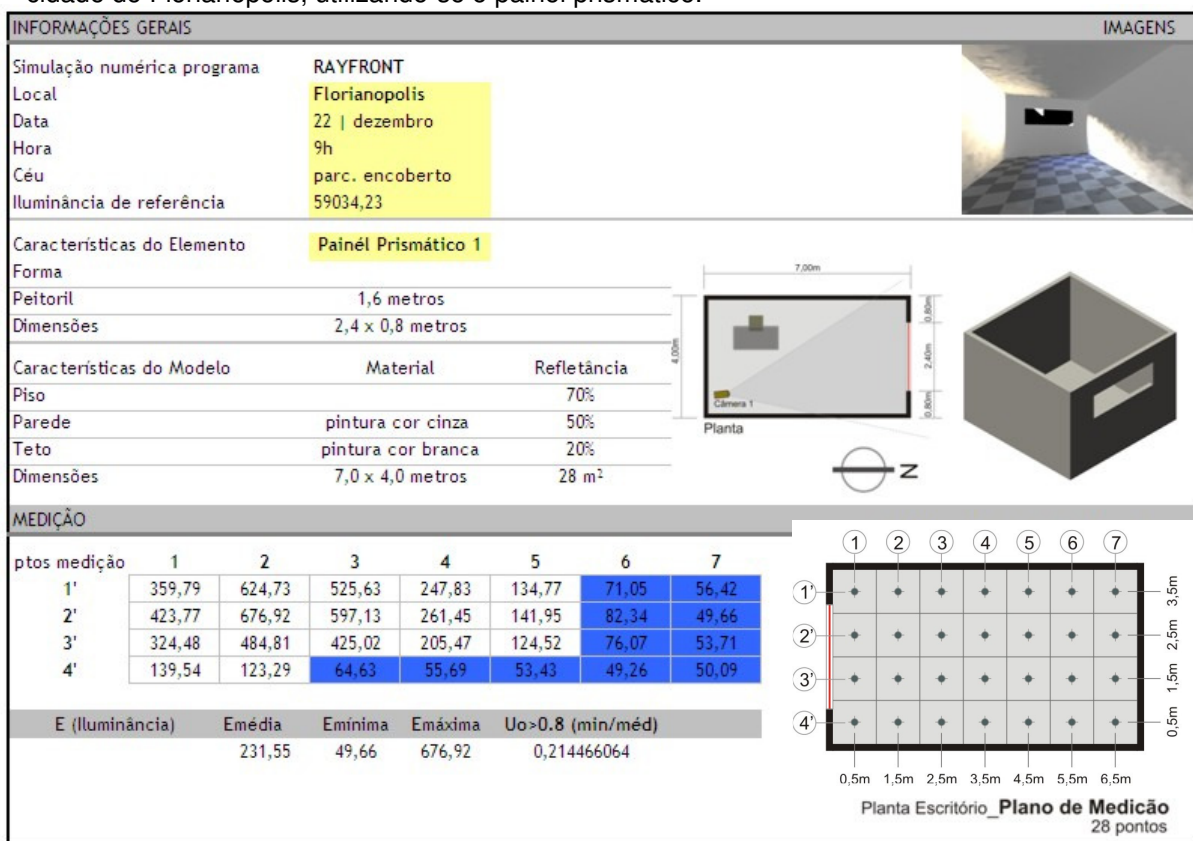 cidade de Florianópolis, utilizando-se o painel prismático.
INFORMAÇÕES GERAIS IMAGENS
Simulação numérica programa RAYFRONT
Local Florianopolis
Data 22 | dezembro
Hora 9h
Céu parc. encoberto
Iluminância de referência 59034,23
Características do Elemento Painél Prismático 1
Forma
Peitoril 1,6 metros
Dimensões 2,4 x 0,8 metros
Características do Modelo Material Refletância
Piso 70%
Parede pintura cor cinza 50%
Teto pintura cor branca 20%
Dimensões 7,0 x 4,0 metros 28 m²
7,00m
4,00m
0,80m
2,40m
0,80m
Câmera 1
Planta
N
MEDIÇÃO
ptos medição 1 2 3 4 5 6 7
1' 359,79 624,73 525,63 247,83 134,77 71,05 56,42
2' 423,77 676,92 597,13 261,45 141,95 82,34 49,66
3' 324,48 484,81 425,02 205,47 124,52 76,07 53,71
4' 139,54 123,29 64,63 55,69 53,43 49,26 50,09
E (Iluminância) Emédia Emínima Emáxima Uo>0.8 (min/méd)
231,55 49,66 676,92 0,214466064
1 2 3 4 5 6 7
1' 3,5m
2' 2,5m
3' 1,5m
4' 0,5m
0,5m 1,5m 2,5m 3,5m 4,5m 5,5m 6,5m
Planta Escritório_Plano de Medicão
28 pontos